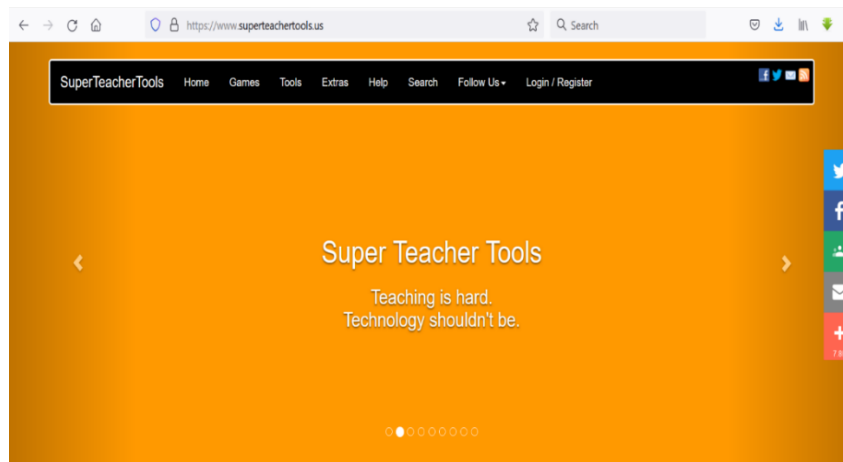 https://www.superteachertools.us
Search
SuperTeacherTools Home Games Tools Extras Help Search Follow Us Login / Register
Super Teacher Tools
Teaching is hard.
Technology shouldn't be.